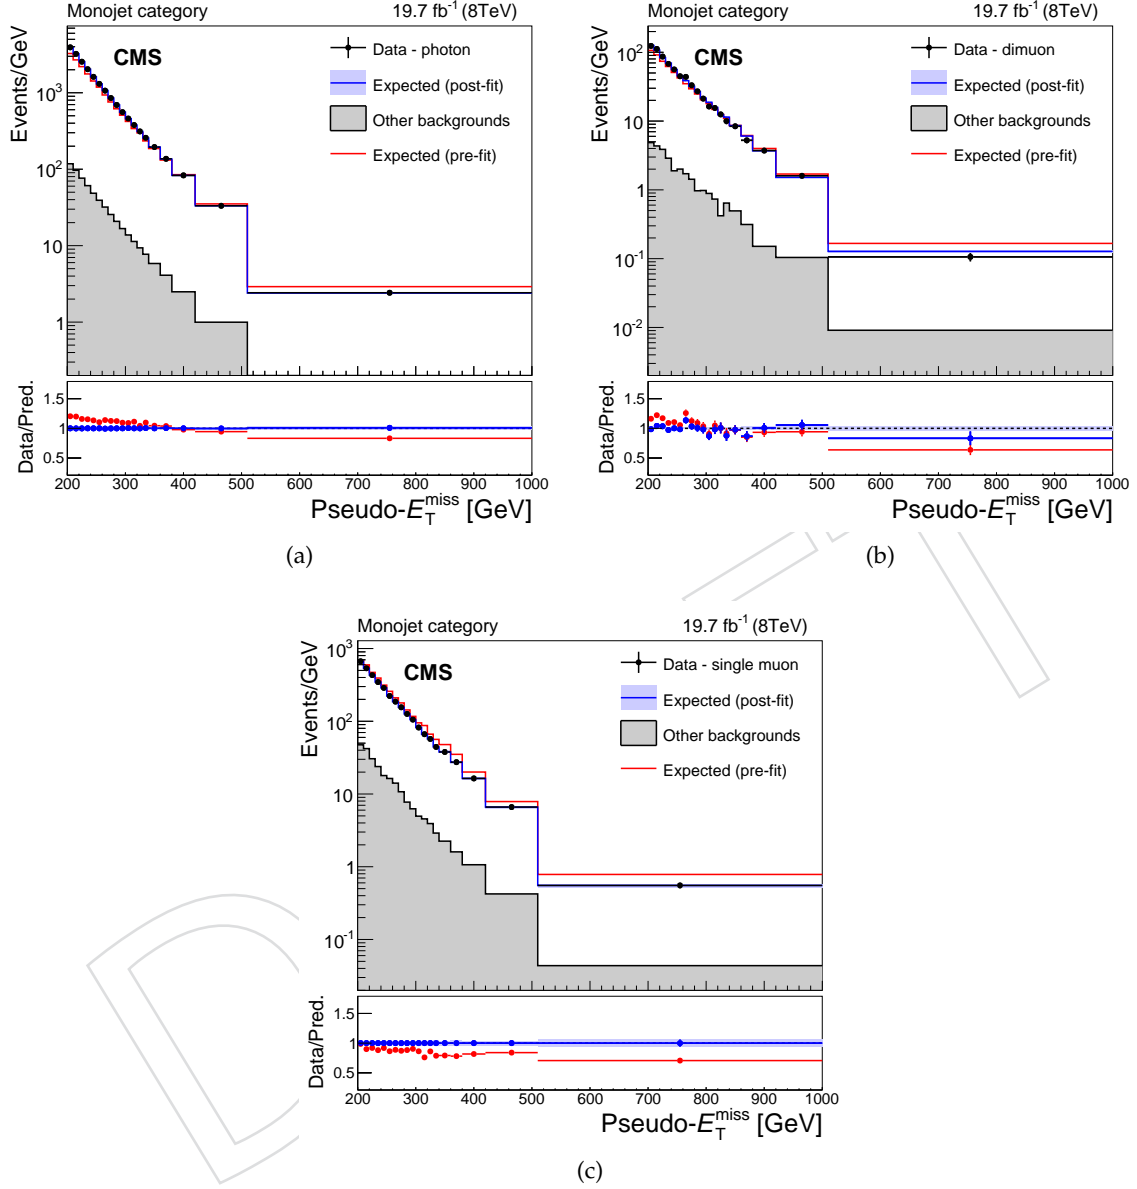 Monojet category 19.7 fb⁻¹ (8TeV)
CMS
Data - photon
Expected (post-fit)
Other backgrounds
Expected (pre-fit)
Events/GeV
10³
10²
10
1
Data/Pred.
1.5
1
0.5
200 300 400 500 600 700 800 900 1000
Pseudo-E_T^miss [GeV]
(a)
Monojet category 19.7 fb⁻¹ (8TeV)
CMS
Data - dimuon
Expected (post-fit)
Other backgrounds
Expected (pre-fit)
Events/GeV
10²
10
1
10⁻¹
10⁻²
Data/Pred.
1.5
1
0.5
200 300 400 500 600 700 800 900 1000
Pseudo-E_T^miss [GeV]
(b)
Monojet category 19.7 fb⁻¹ (8TeV)
CMS
Data - single muon
Expected (post-fit)
Other backgrounds
Expected (pre-fit)
Events/GeV
10³
10²
10
1
10⁻¹
Data/Pred.
1.5
1
0.5
200 300 400 500 600 700 800 900 1000
Pseudo-E_T^miss [GeV]
(c)